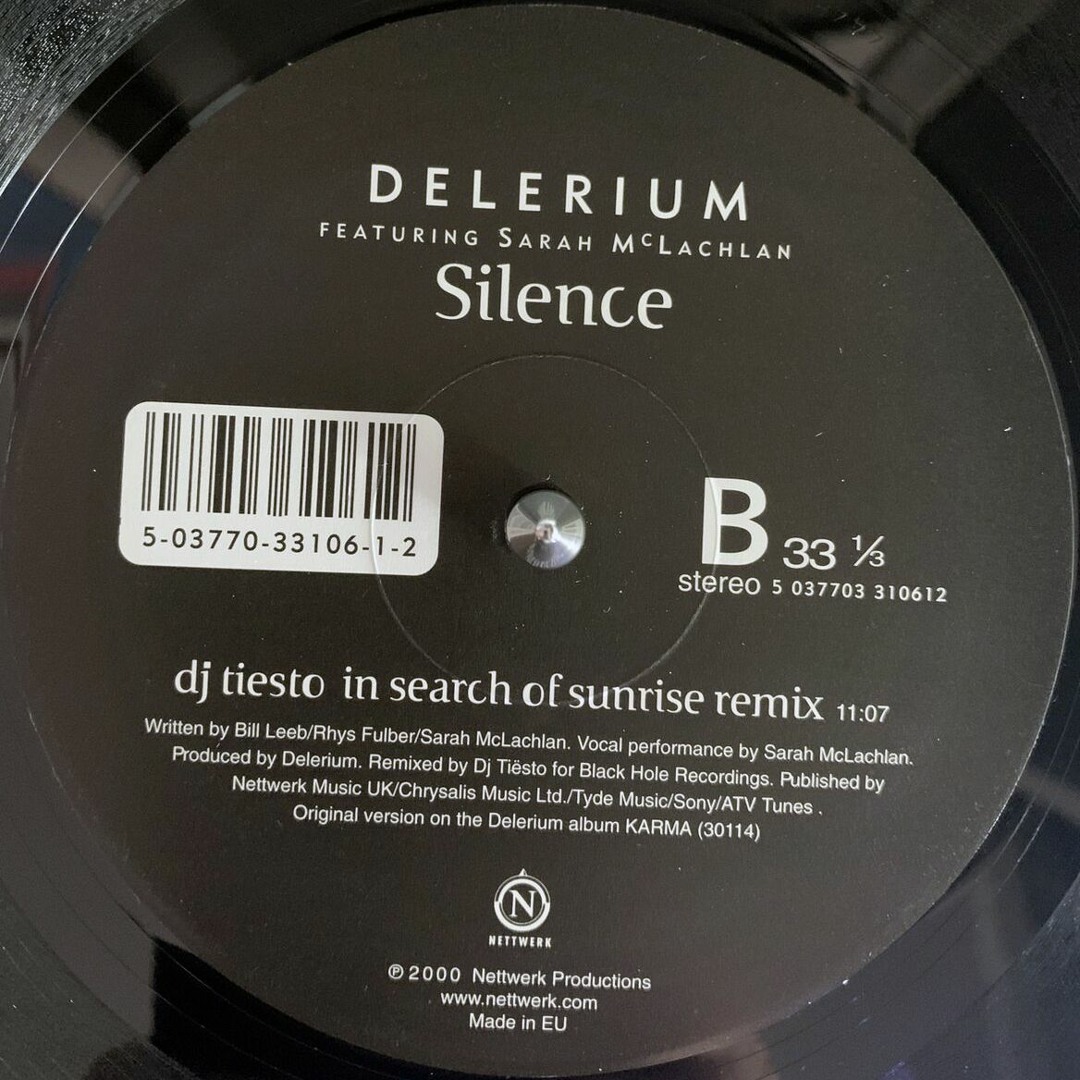 DELERIUM
FEATURING SARAH MCLACHLAN
Silence
5-03770-33106-1-2
B 33 ⅓
stereo 5 037703 310612
dj tiesto in search of sunrise remix 11:07
Written by Bill Leeb/Rhys Fulber/Sarah McLachlan. Vocal performance by Sarah McLachlan.
Produced by Delerium. Remixed by Dj Tiësto for Black Hole Recordings. Published by
Nettwerk Music UK/Chrysalis Music Ltd./Tyde Music/Sony/ATV Tunes .
Original version on the Delerium album KARMA (30114)
N
NETTWERK
℗ 2000 Nettwerk Productions
www.nettwerk.com
Made in EU